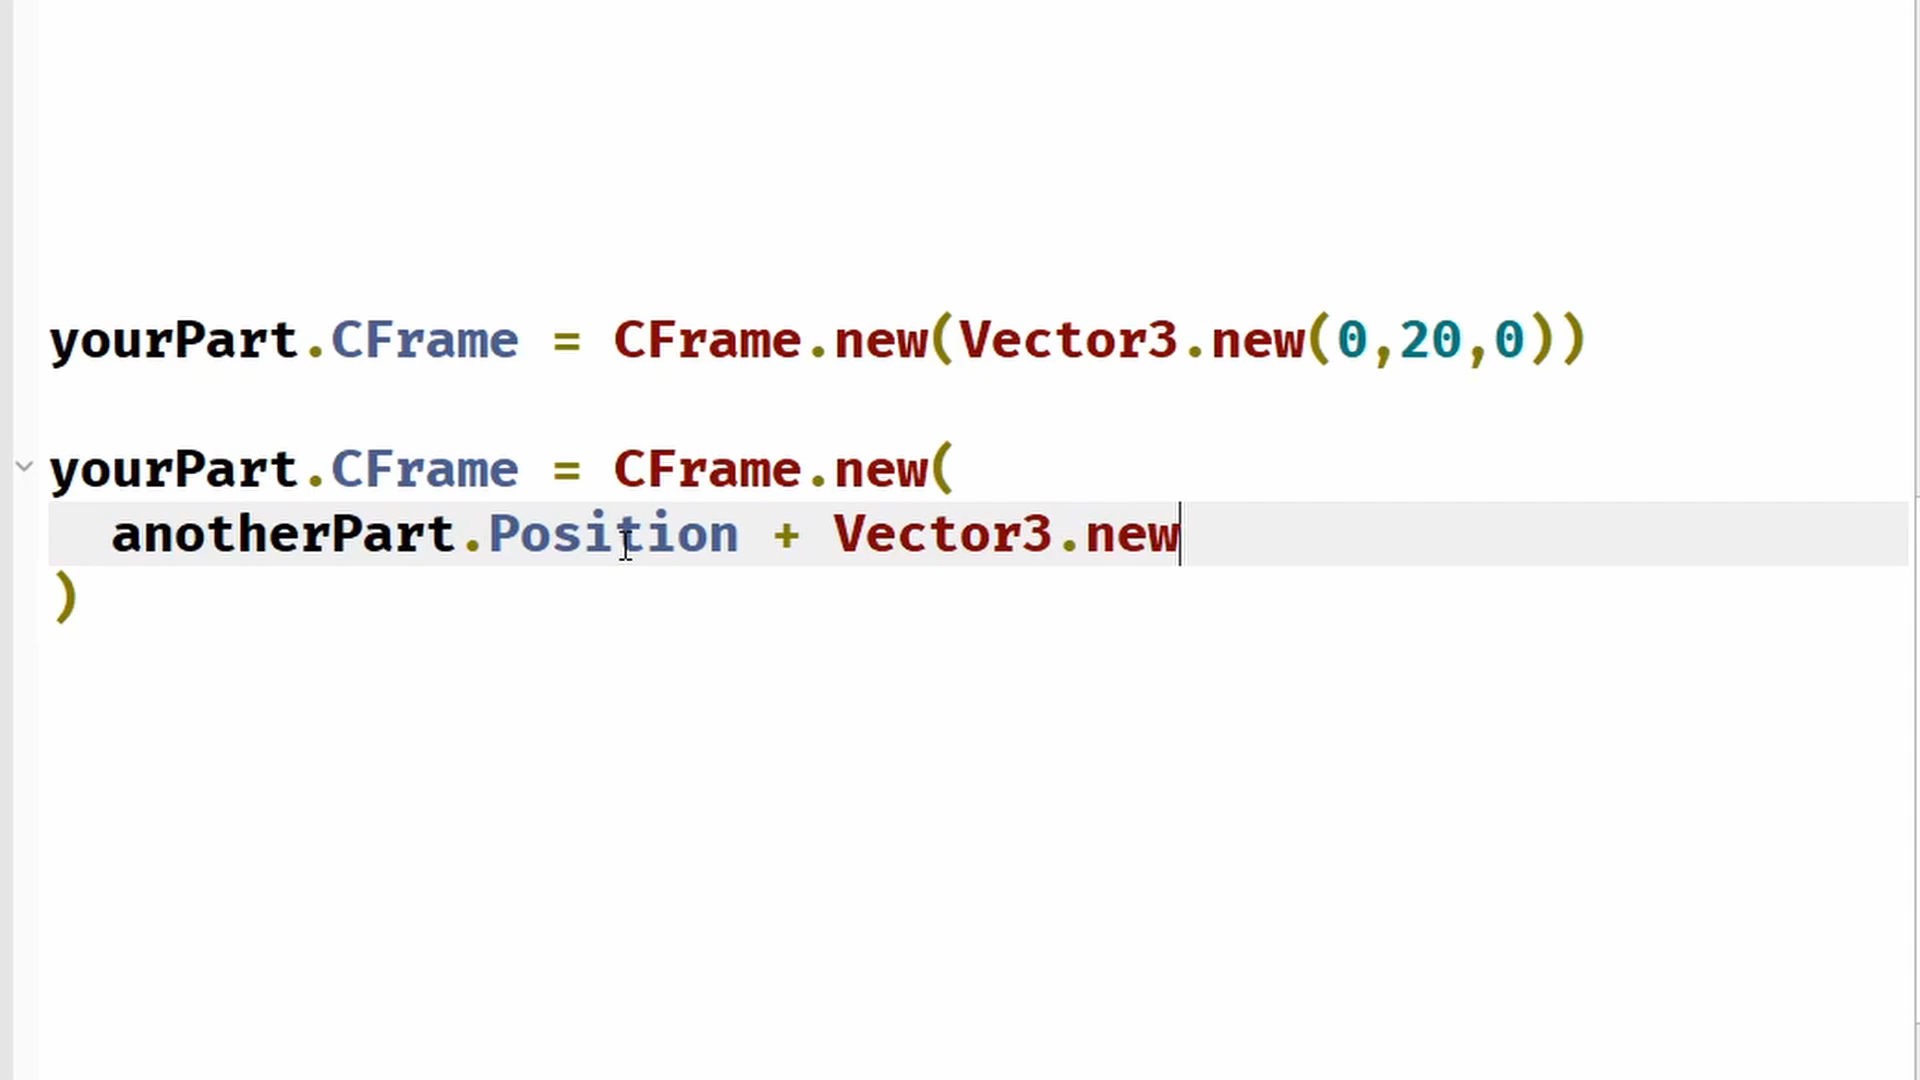 yourPart.CFrame = CFrame.new(Vector3.new(0,20,0))
yourPart.CFrame = CFrame.new(
anotherPart.Position + Vector3.new
)